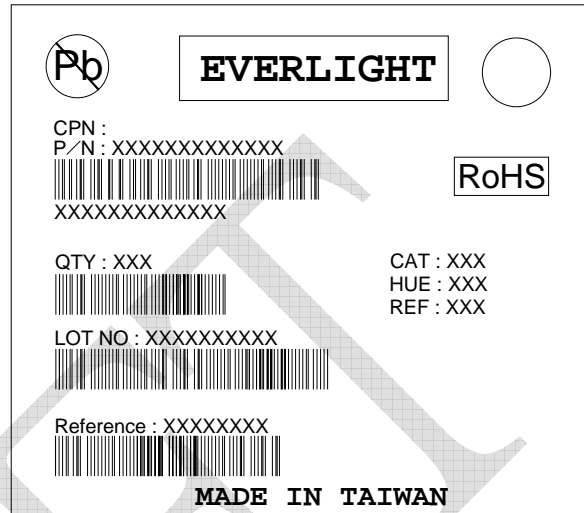 Pb
EVERLIGHT
CPN :
P/N : XXXXXXXXXXXXX
RoHS
XXXXXXXXXXXXX
QTY : XXX
CAT : XXX
HUE : XXX
REF : XXX
LOT NO : XXXXXXXXXX
Reference : XXXXXXXX
MADE IN TAIWAN